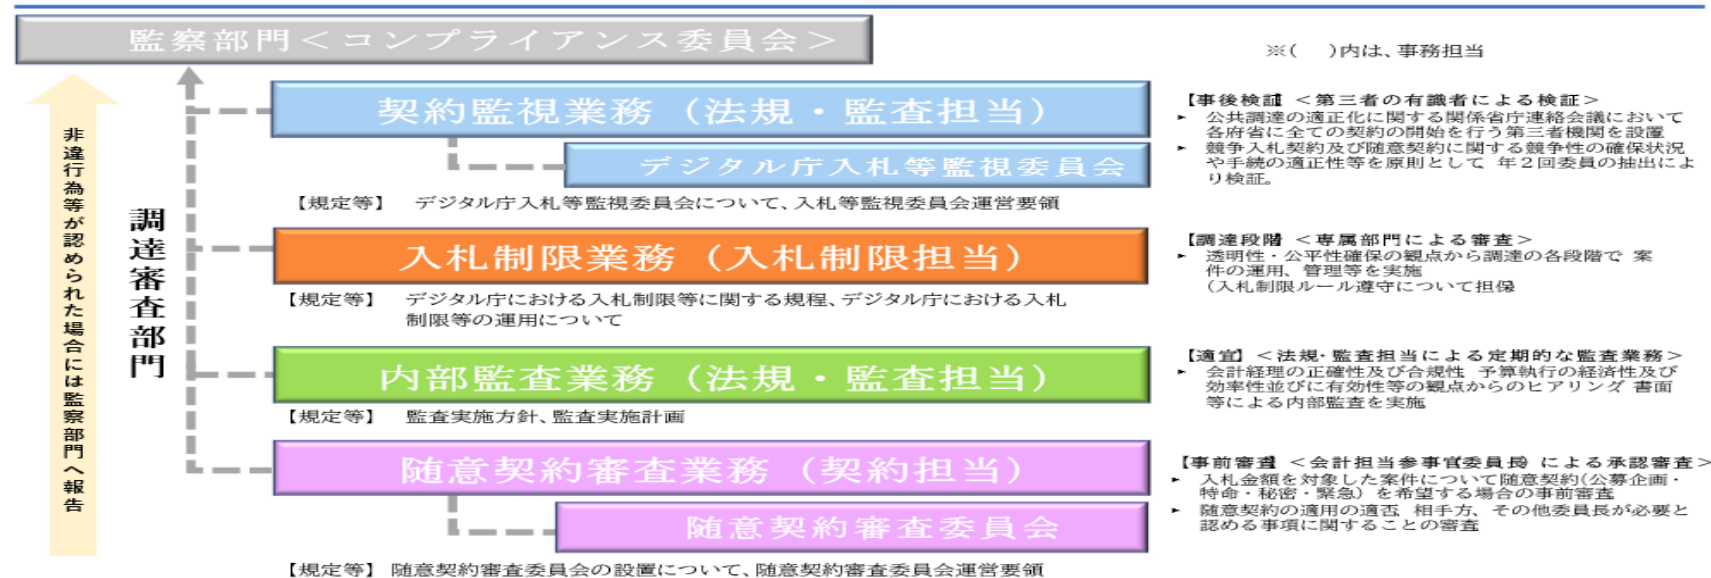 監察部門＜コンプライアンス委員会＞
※(　)内は、事務担当
非違行為等が認められた場合には監察部門へ報告
調達審査部門
契約監視業務（法規・監査担当）
デジタル庁入札等監視委員会
【規定等】　デジタル庁入札等監視委員会について、入札等監視委員会運営要領
【事後検証】＜第三者の有識者による検証＞
► 公共調達の適正化に関する関係省庁連絡会議において
各府省に全ての契約の開始を行う第三者機関を設置
► 競争入札契約及び随意契約に関する競争性の確保状況
や手続の適正性等を原則として 年２回委員の抽出によ
り検証。
入札制限業務（入札制限担当）
【規定等】　デジタル庁における入札制限等に関する規程、デジタル庁における入札
制限等の運用について
【調達段階】＜専属部門による審査＞
► 透明性・公平性確保の観点から調達の各段階で 案
件の運用、管理等を実施
（入札制限ルール遵守について担保
内部監査業務（法規・監査担当）
【規定等】　監査実施方針、監査実施計画
【適宜】＜法規・監査担当による定期的な監査業務＞
► 会計経理の正確性及び合規性 予算執行の経済性及び
効率性並びに有効性等の観点からのヒアリング 書面
等による内部監査を実施
随意契約審査業務（契約担当）
随意契約審査委員会
【規定等】随意契約審査委員会の設置について、随意契約審査委員会運営要領
【事前審査】＜会計担当参事官(委員長) による承認審査＞
► 入札金額を対象した案件について随意契約(公募企画・
特命・秘密・緊急）を希望する場合の事前審査
► 随意契約の適用の適否 相手方、その他委員長が必要と
認める事項に関することの審査